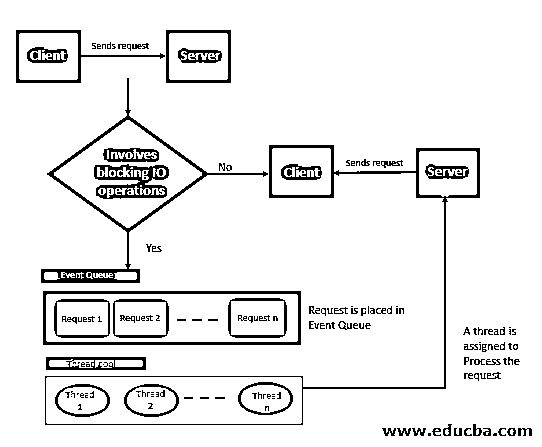 Sends request
Client
Server
Involves
blocking IO
operations
No
Client
Sends request
Server
Yes
Event Queue
Request 1
Request 2
Request n
Request is placed in
Event Queue
A thread is
assigned to
Process the
request
Thread pool
Thread
1
Thread
2
Thread
n
www.educba.com